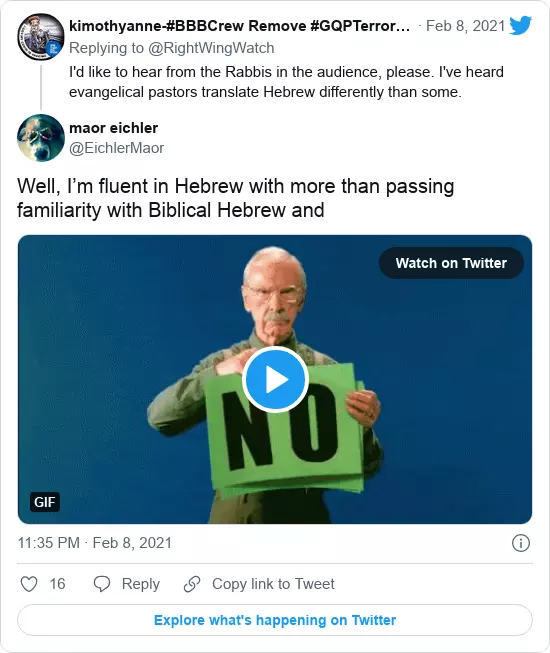 kimothyanne-#BBBCrew Remove #GQPTerror… · Feb 8, 2021
Replying to @RightWingWatch
I'd like to hear from the Rabbis in the audience, please. I've heard
evangelical pastors translate Hebrew differently than some.
maor eichler
@EichlerMaor
Well, I’m fluent in Hebrew with more than passing
familiarity with Biblical Hebrew and
Watch on Twitter
NO
GIF
11:35 PM · Feb 8, 2021
16 Reply Copy link to Tweet
Explore what's happening on Twitter